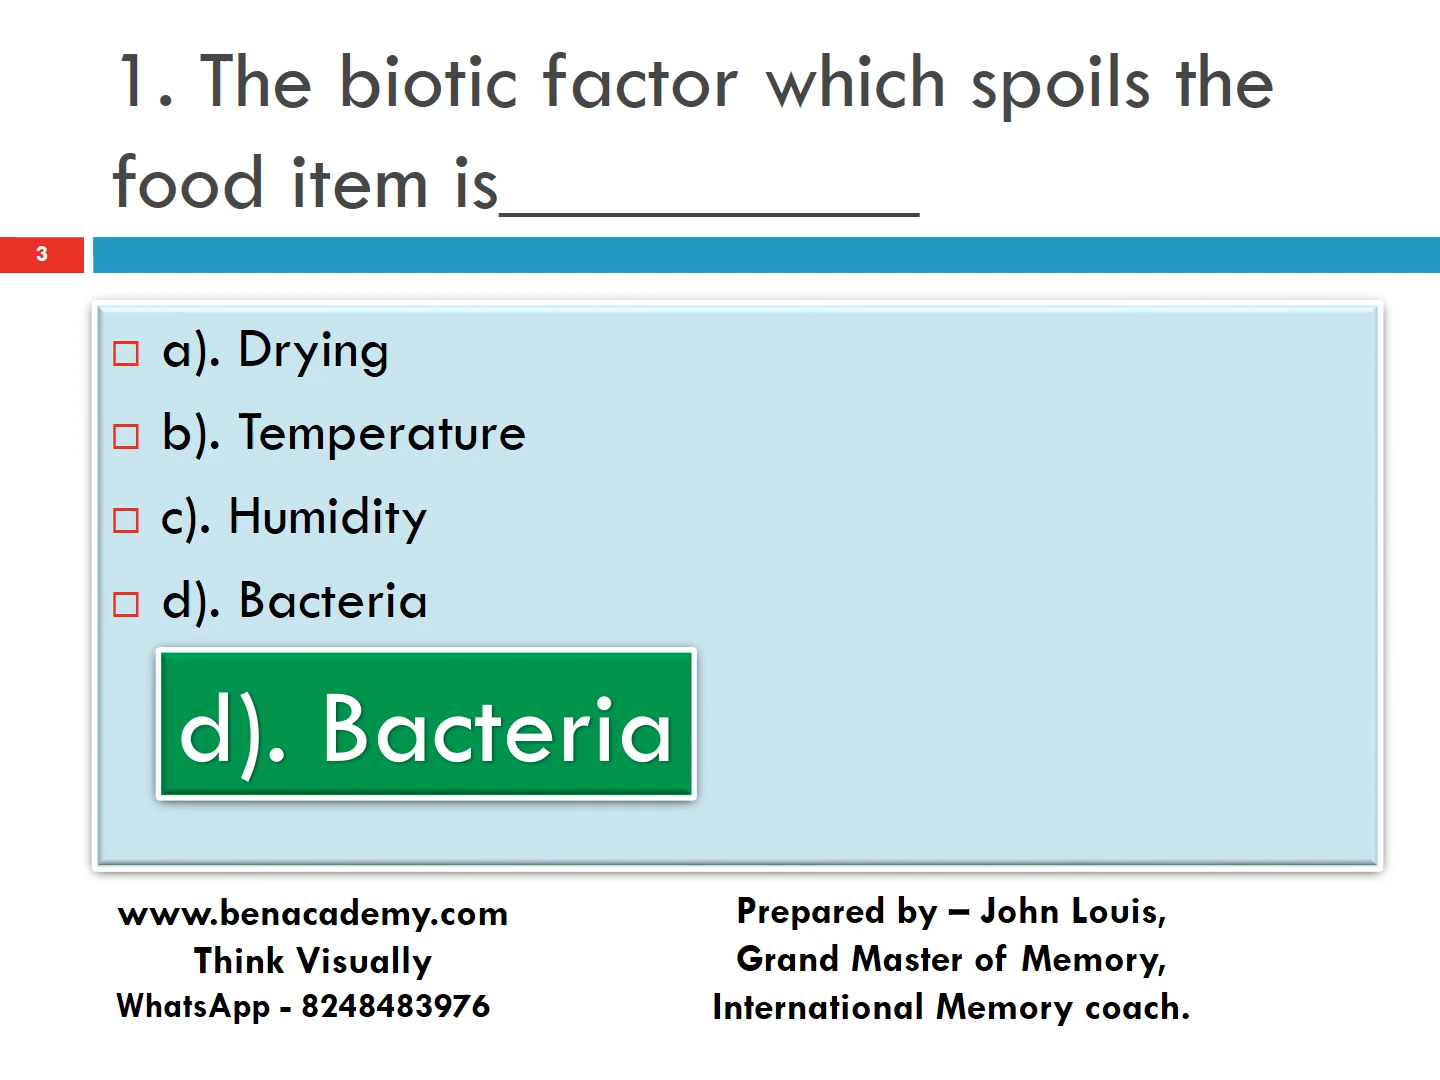 1. The biotic factor which spoils the
food item is___________
3
a). Drying
b). Temperature
c). Humidity
d). Bacteria
d). Bacteria
www.benacademy.com
Think Visually
WhatsApp - 8248483976
Prepared by – John Louis,
Grand Master of Memory,
International Memory coach.